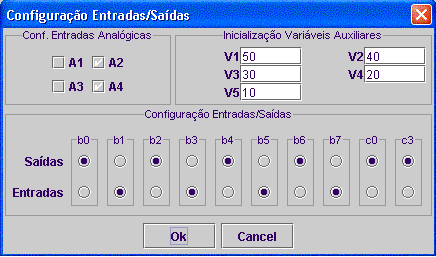 Configuração Entradas/Saídas
Conf. Entradas Analógicas
A1 A2
A3 A4
Inicialização Variáveis Auxiliares
V1 50 V2 40
V3 30 V4 20
V5 10
Configuração Entradas/Saídas
b0 b1 b2 b3 b4 b5 b6 b7 c0 c3
Saídas
Entradas
Ok Cancel